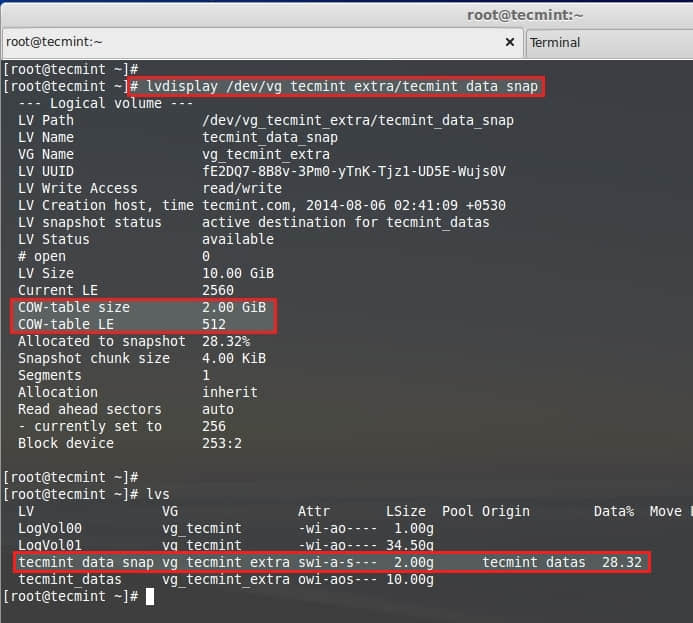 root@tecmint:~
root@tecmint:~ × Terminal
[root@tecmint ~]#
[root@tecmint ~]# lvdisplay /dev/vg_tecmint_extra/tecmint_data_snap
--- Logical volume ---
LV Path /dev/vg_tecmint_extra/tecmint_data_snap
LV Name tecmint_data_snap
VG Name vg_tecmint_extra
LV UUID fE2DQ7-8B8v-3Pm0-yTnK-Tjz1-UD5E-Wujs0V
LV Write Access read/write
LV Creation host, time tecmint.com, 2014-08-06 02:41:09 +0530
LV snapshot status active destination for tecmint_datas
LV Status available
# open 0
LV Size 10.00 GiB
Current LE 2560
COW-table size 2.00 GiB
COW-table LE 512
Allocated to snapshot 28.32%
Snapshot chunk size 4.00 KiB
Segments 1
Allocation inherit
Read ahead sectors auto
- currently set to 256
Block device 253:2
[root@tecmint ~]#
[root@tecmint ~]# lvs
LV VG Attr LSize Pool Origin Data% Move
LogVol00 vg_tecmint -wi-ao---- 1.00g
LogVol01 vg_tecmint -wi-ao---- 34.50g
tecmint_data_snap vg_tecmint_extra swi-a-s--- 2.00g tecmint_datas 28.32
tecmint_datas vg_tecmint_extra owi-aos--- 10.00g
[root@tecmint ~]#